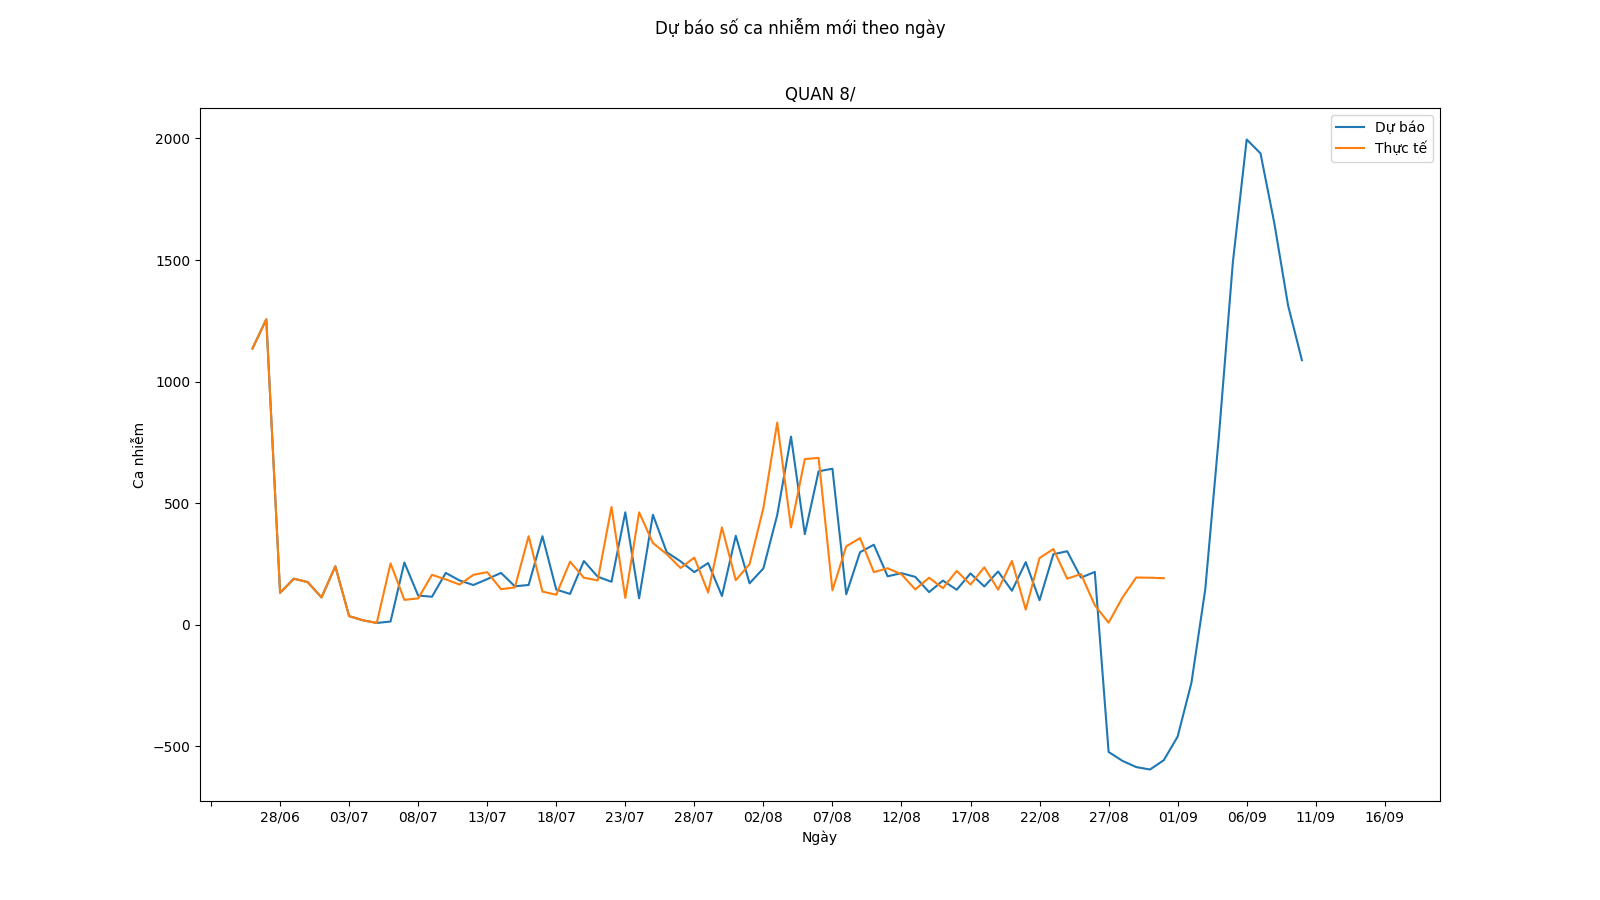 Dự báo số ca nhiễm mới theo ngày
QUAN 8/
Dự báo
Thực tế
2000
1500
1000
500
0
−500
Ca nhiễm
28/06 03/07 08/07 13/07 18/07 23/07 28/07 02/08 07/08 12/08 17/08 22/08 27/08 01/09 06/09 11/09 16/09
Ngày